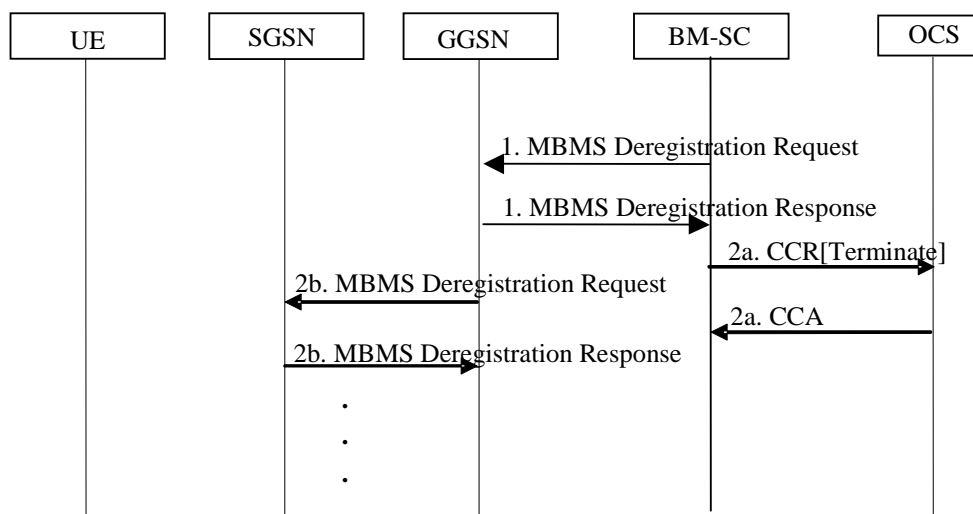 UE
SGSN
GGSN
BM-SC
OCS
1. MBMS Deregistration Request
1. MBMS Deregistration Response
2a. CCR[Terminate]
2b. MBMS Deregistration Request
2a. CCA
2b. MBMS Deregistration Response
.
.
.